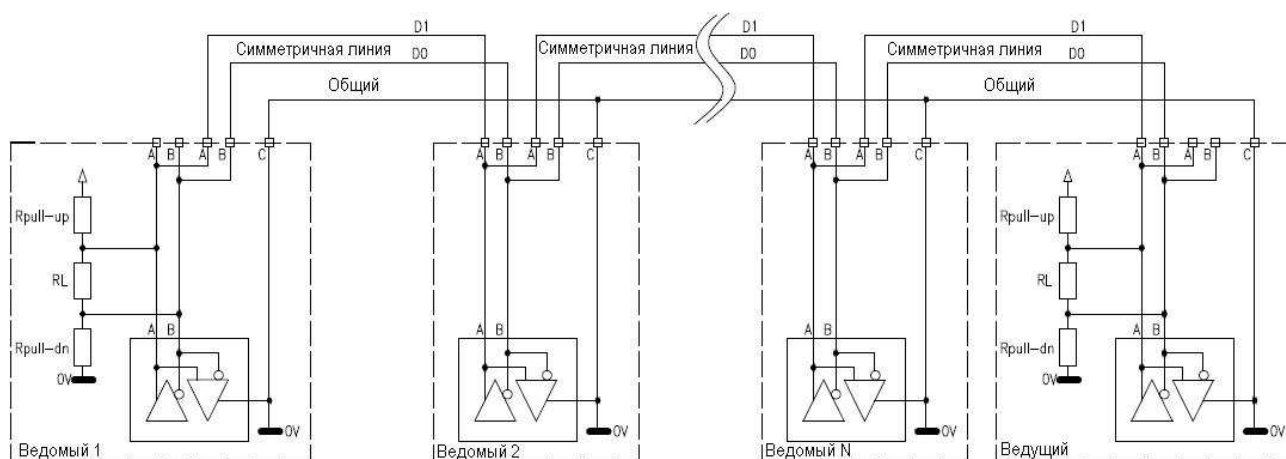 D1 D1 D1
Симметричная линия D0 Симметричная линия D0 Симметричная линия D0
Общий Общий
A B A B C A B A B C A B A B C A B A B C
Rpull-up Rpull-up
RL RL
A B A B A B A B
Rpull-dn Rpull-dn
0V 0V
0V 0V 0V 0V
Ведомый 1 Ведомый 2 Ведомый N Ведущий